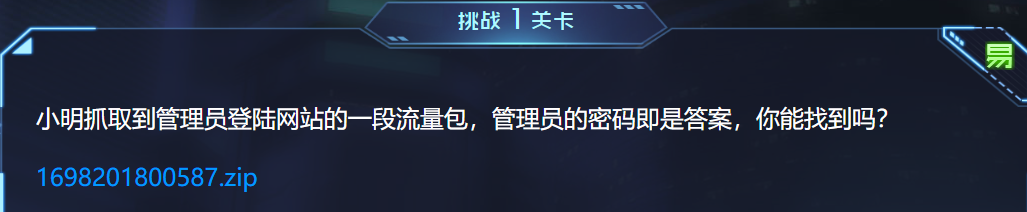 挑战 1 关卡
易
小明抓取到管理员登陆网站的一段流量包，管理员的密码即是答案，你能找到吗？
1698201800587.zip